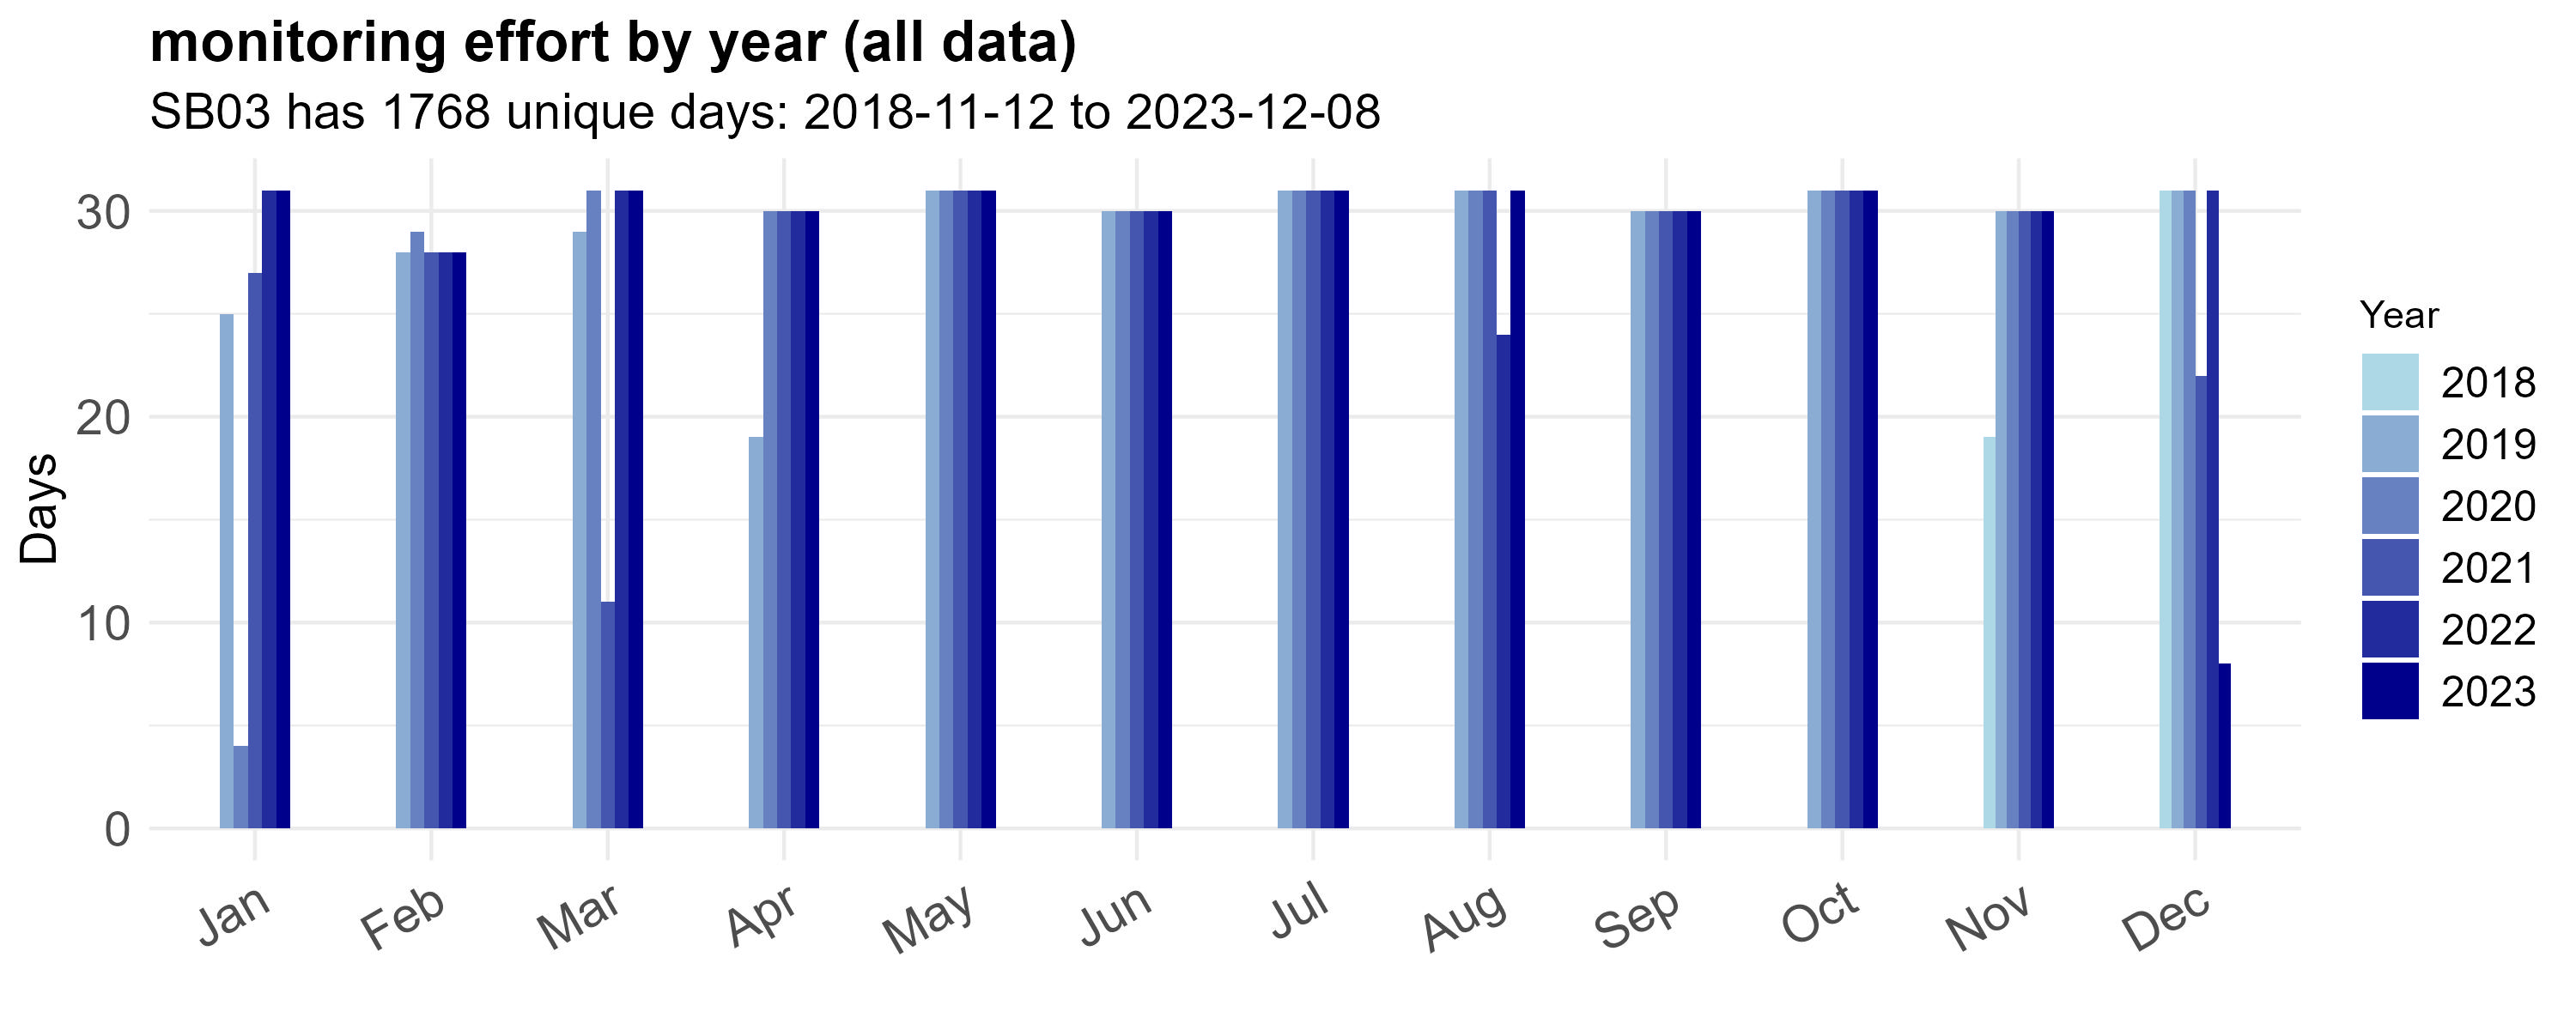 monitoring effort by year (all data)
SB03 has 1768 unique days: 2018-11-12 to 2023-12-08
30
20
10
0
Days
Jan
Feb
Mar
Apr
May
Jun
Jul
Aug
Sep
Oct
Nov
Dec
Year
2018
2019
2020
2021
2022
2023